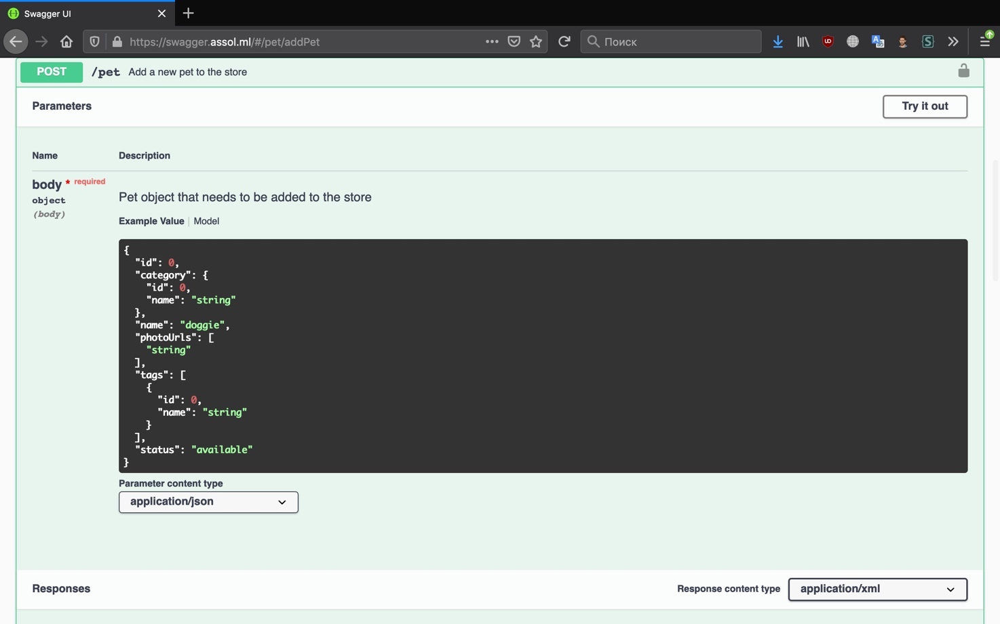 Swagger UI
https://swagger.assol.ml/#/pet/addPet
Поиск
POST /pet Add a new pet to the store
Parameters
Try it out
Name Description
body * required
object
(body)
Pet object that needs to be added to the store
Example Value | Model
{
  "id": 0,
  "category": {
    "id": 0,
    "name": "string"
  },
  "name": "doggie",
  "photoUrls": [
    "string"
  ],
  "tags": [
    {
      "id": 0,
      "name": "string"
    }
  ],
  "status": "available"
}
Parameter content type
application/json
Responses
Response content type application/xml